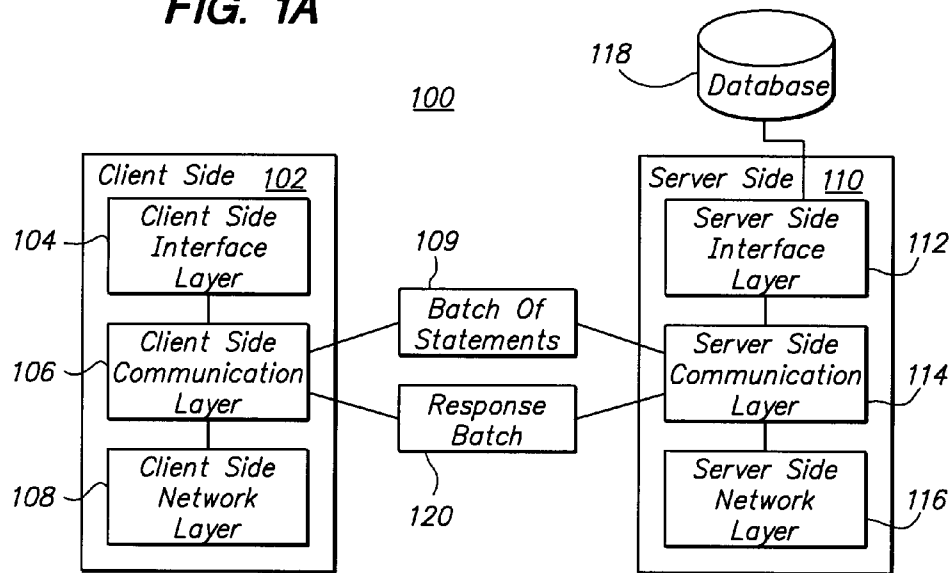 FIG. 1A
118
Database
100
Client Side 102
Server Side 110
104
Client Side
Interface
Layer
109
Batch Of
Statements
Server Side
Interface
Layer
112
106
Client Side
Communication
Layer
Response
Batch
120
Server Side
Communication
Layer
114
108
Client Side
Network
Layer
Server Side
Network
Layer
116